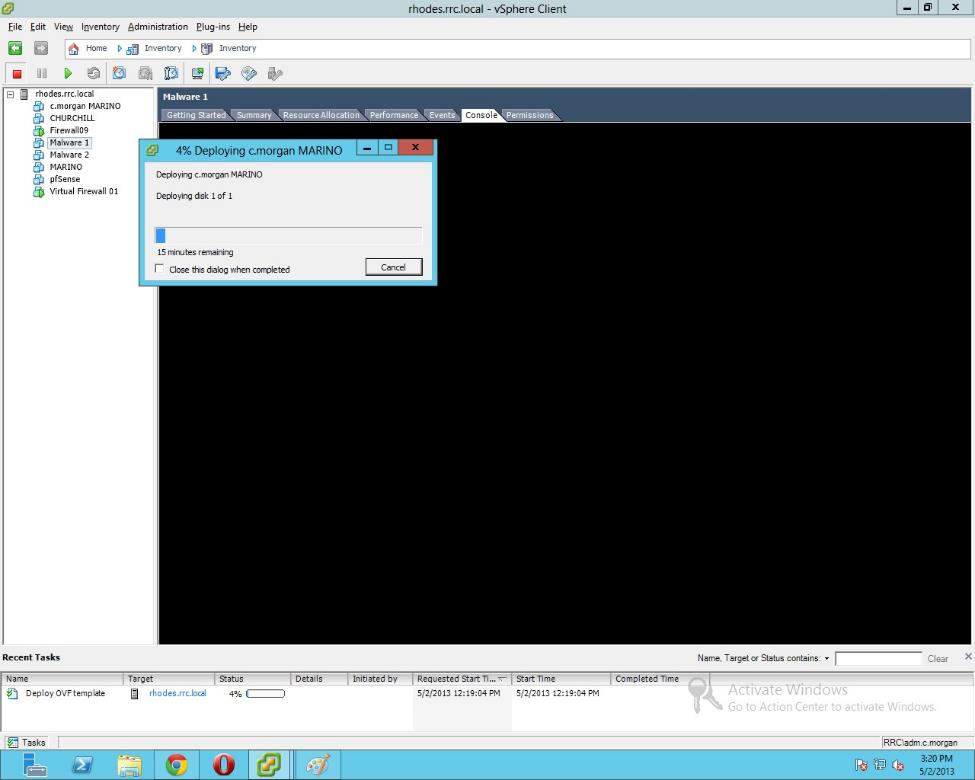 rhodes.rrc.local - vSphere Client
File Edit View Inventory Administration Plug-ins Help
Home Inventory Inventory
rhodes.rrc.local
c.morgan MARINO
CHURCHILL
Firewall09
Malware 1
Malware 2
MARINO
pfSense
Virtual Firewall 01
Malware 1
Getting Started Summary Resource Allocation Performance Events Console Permissions
4% Deploying c.morgan MARINO
Deploying c.morgan MARINO
Deploying disk 1 of 1
15 minutes remaining
Close this dialog when completed
Cancel
Recent Tasks
Name, Target or Status contains: Clear
Name Target Status Details Initiated by Requested Start Ti... Start Time Completed Time
Deploy OVF template rhodes.rrc.local 4% 5/2/2013 12:19:04 PM 5/2/2013 12:19:04 PM
Activate Windows
Go to Action Center to activate Windows.
Tasks RRC\adm.c.morgan
3:20 PM
5/2/2013